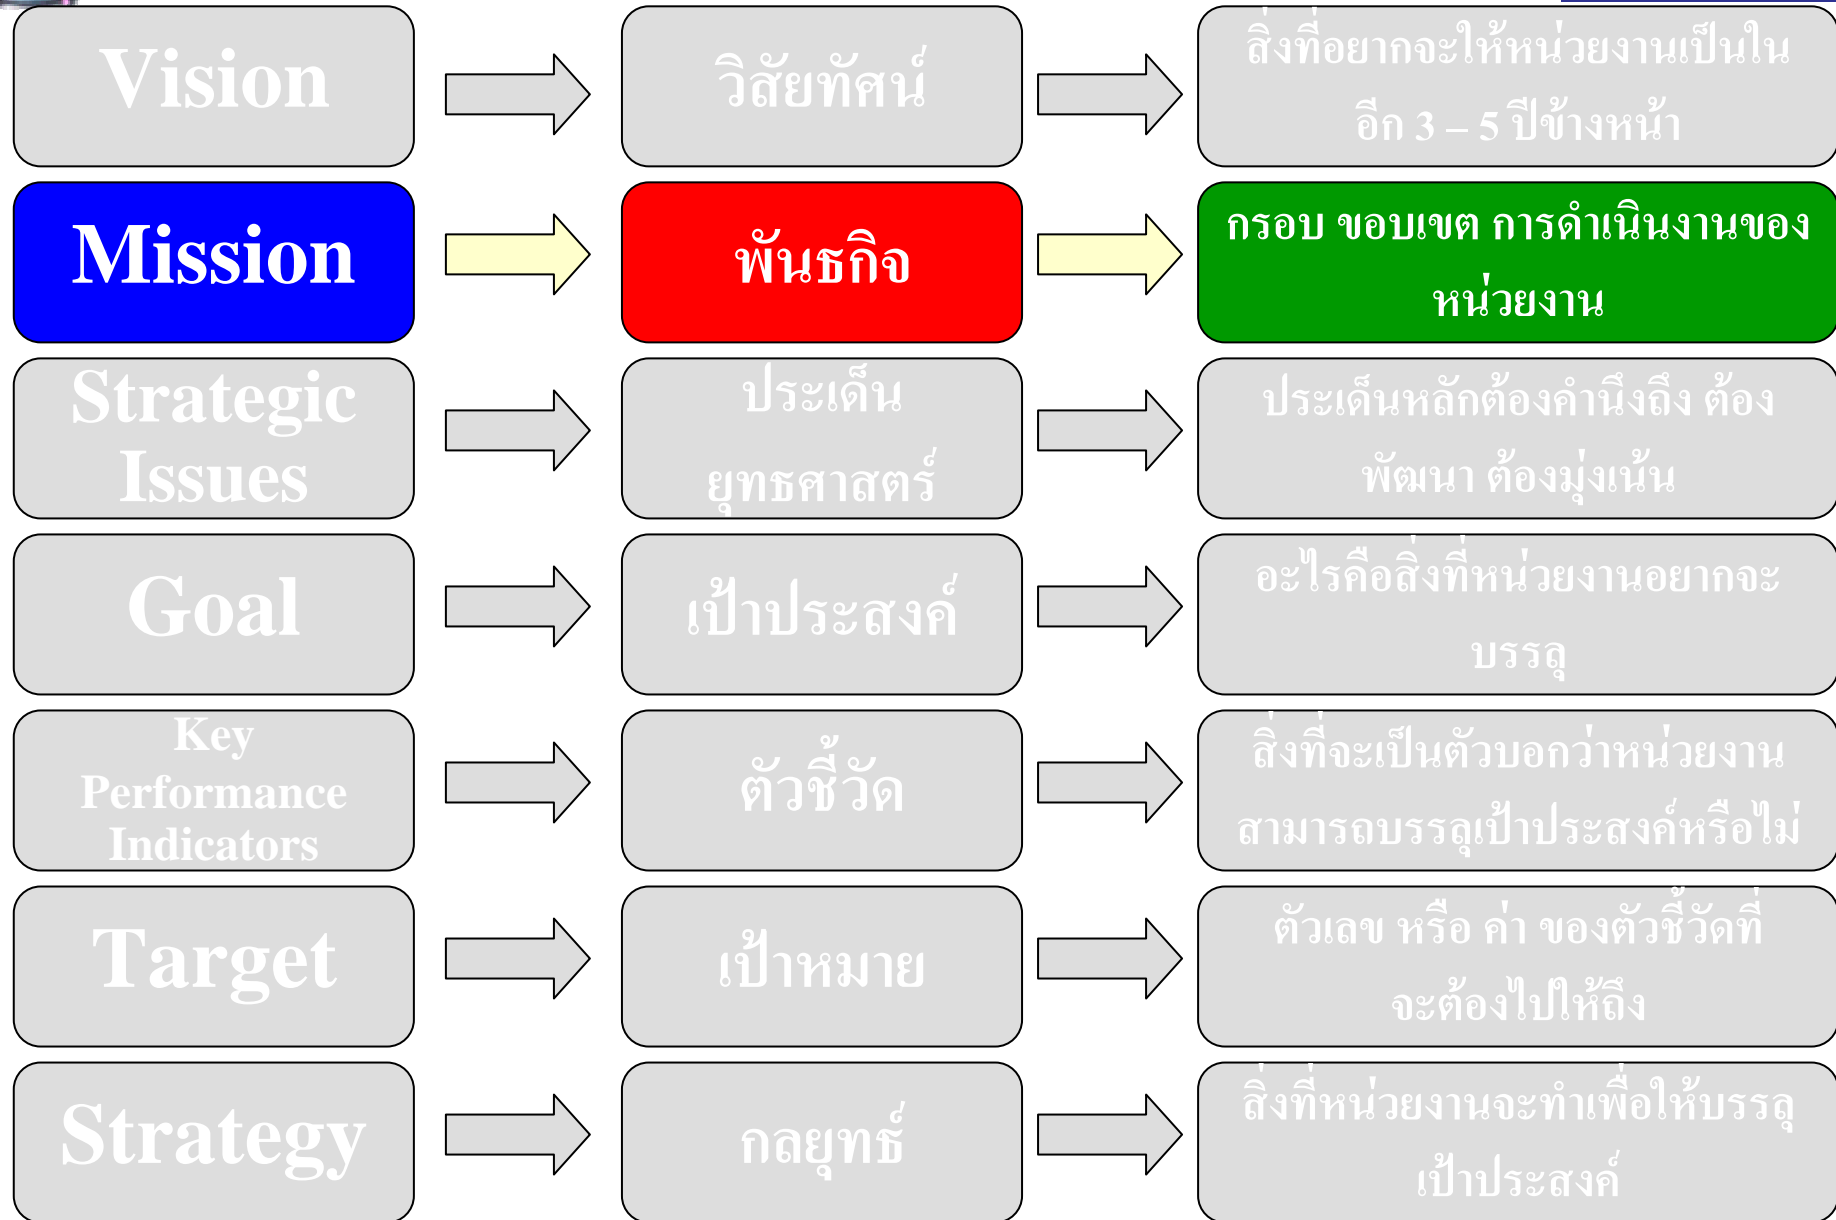 Vision
วิสัยทัศน์
สิ่งที่อยากจะให้หน่วยงานเป็นใน
อีก 3 – 5 ปีข้างหน้า
Mission
พันธกิจ
กรอบ ขอบเขต การดำเนินงานของ
หน่วยงาน
Strategic
Issues
ประเด็น
ยุทธศาสตร์
ประเด็นหลักต้องคำนึงถึง ต้อง
พัฒนา ต้องมุ่งเน้น
Goal
เป้าประสงค์
อะไรคือสิ่งที่หน่วยงานอยากจะ
บรรลุ
Key
Performance
Indicators
ตัวชี้วัด
สิ่งที่จะเป็นตัวบอกว่าหน่วยงาน
สามารถบรรลุเป้าประสงค์หรือไม่
Target
เป้าหมาย
ตัวเลข หรือ ค่า ของตัวชี้วัดที่
จะต้องไปให้ถึง
Strategy
กลยุทธ์
สิ่งที่หน่วยงานจะทำเพื่อให้บรรลุ
เป้าประสงค์